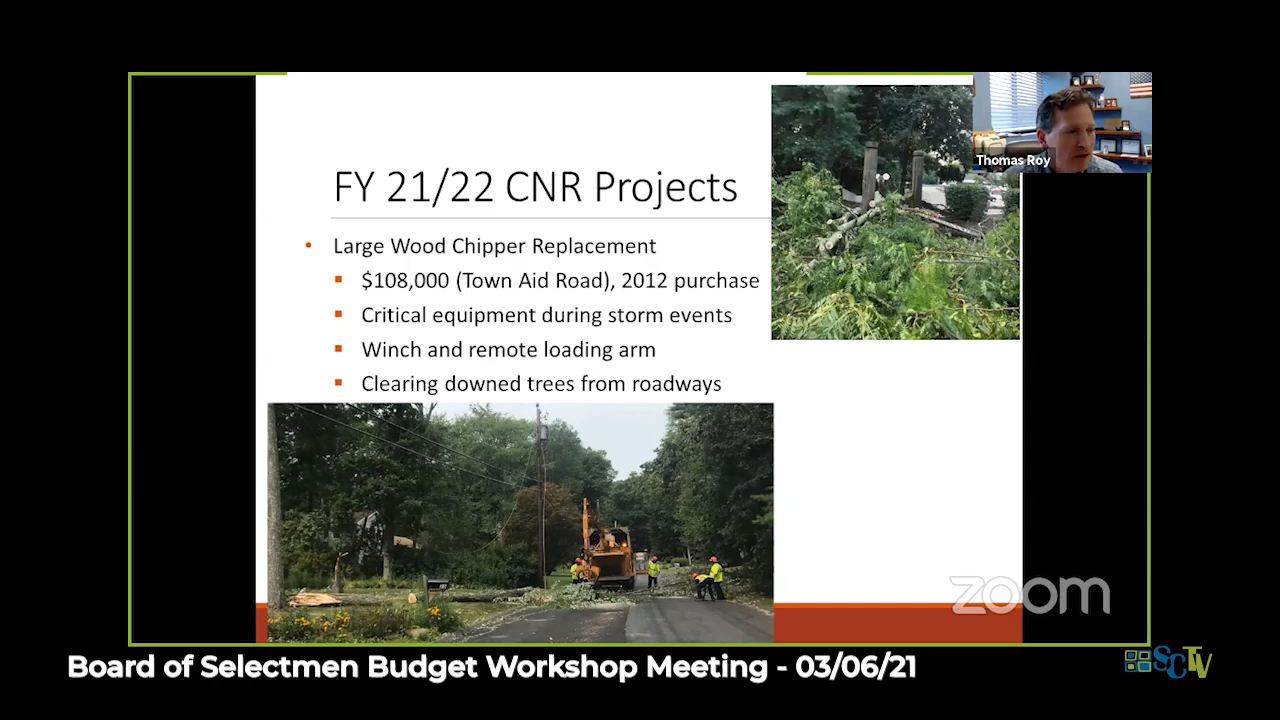 Thomas Roy
FY 21/22 CNR Projects
• Large Wood Chipper Replacement
▪ $108,000 (Town Aid Road), 2012 purchase
▪ Critical equipment during storm events
▪ Winch and remote loading arm
▪ Clearing downed trees from roadways
zoom
Board of Selectmen Budget Workshop Meeting - 03/06/21
SCTV